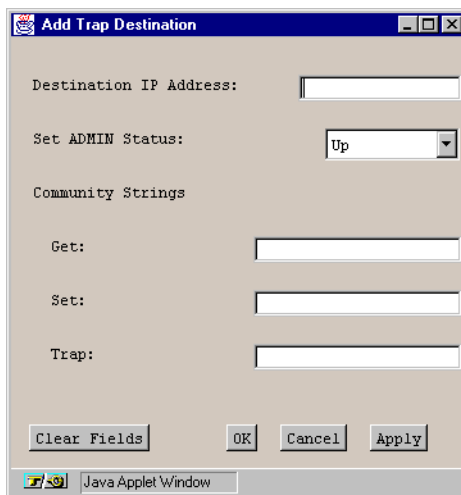 Add Trap Destination
Destination IP Address:
Set ADMIN Status: Up
Community Strings
Get:
Set:
Trap:
Clear Fields OK Cancel Apply
Java Applet Window